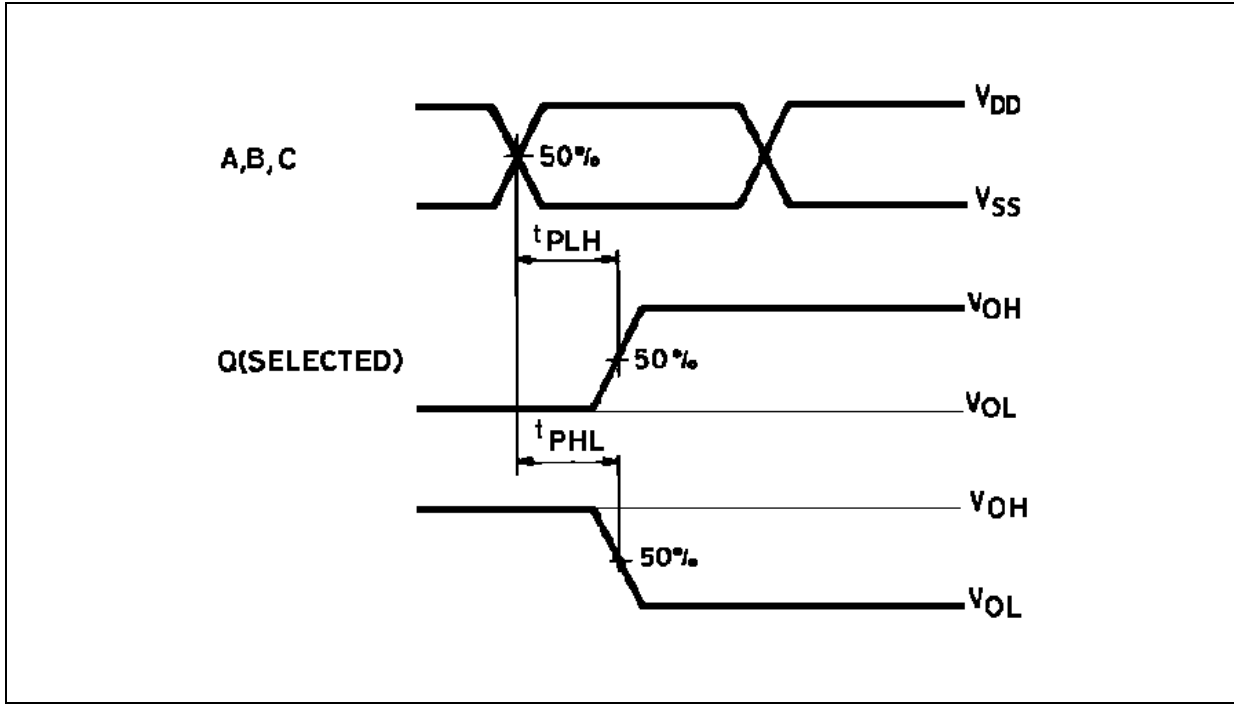 VDD
A, B, C
50%
VSS
tPLH
VOH
Q(SELECTED)
50%
VOL
tPHL
VOH
50%
VOL